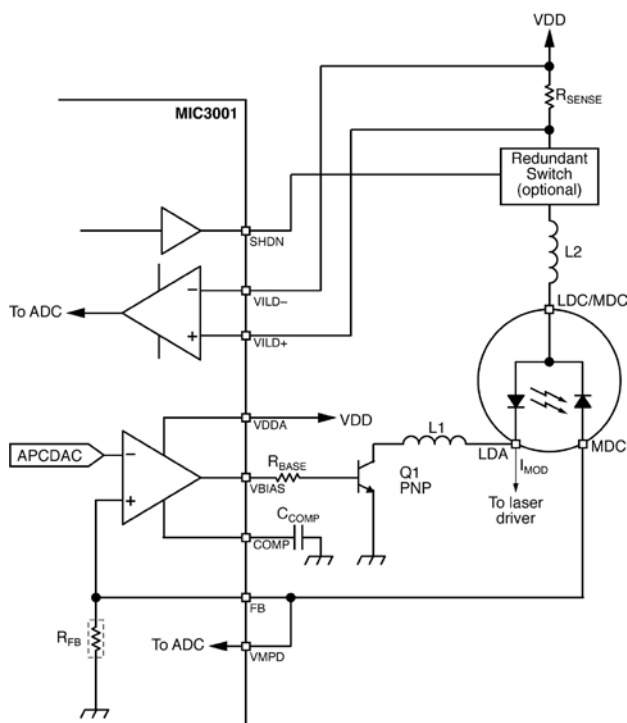 VDD
MIC3001
RSENSE
Redundant
Switch
(optional)
SHDN
L2
VILD–
LDC/MDC
To ADC
VILD+
VDDA
VDD
L1
APCDAC
RBASE
LDA
IMOD
MDC
VBIAS
Q1
PNP
To laser
driver
CCOMP
COMP
FB
RFB
To ADC
VMPD
–
+
–
+